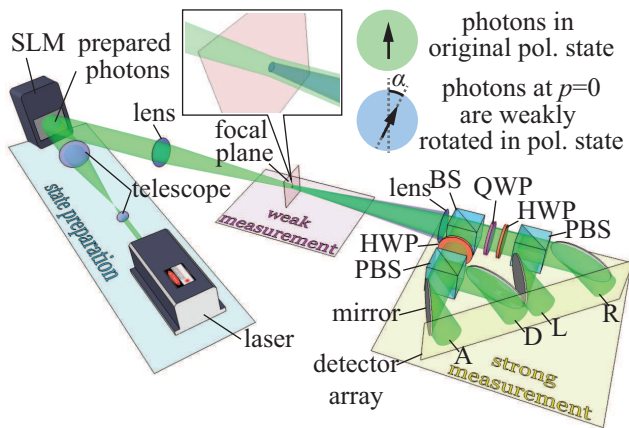 SLM
prepared
photons
lens
focal
plane
telescope
state preparation
laser
weak
measurement
photons in
original pol. state
α
photons at p=0
are weakly
rotated in pol. state
lens
BS
QWP
HWP
PBS
HWP
PBS
mirror
detector
array
A
D
L
R
strong
measurement